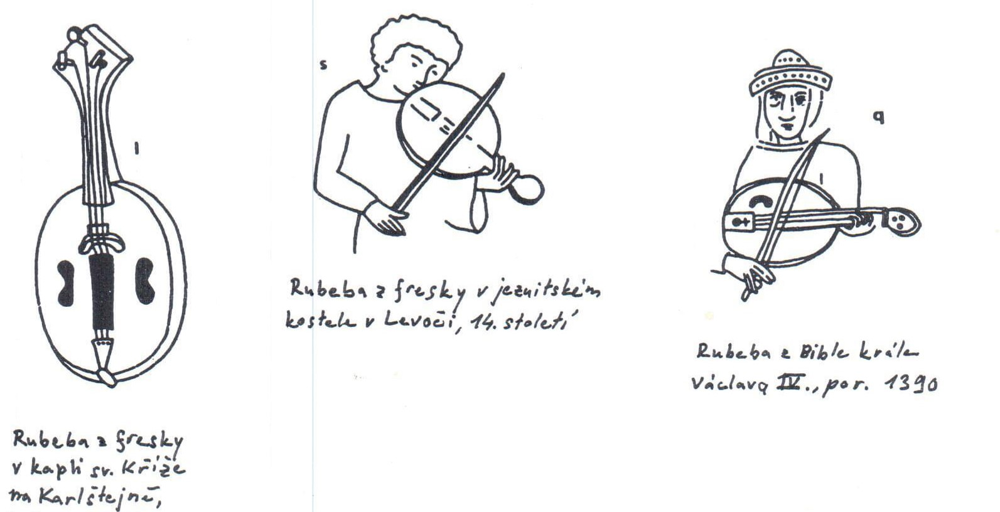 l
Rubeba z fresky
v kapli sv. Kříže
na Karlštejně,
s
Rubeba z fresky v jezuitském
kostele v Levoči, 14. století
q
Rubeba z Bible krále
Václava IV., por. 1390